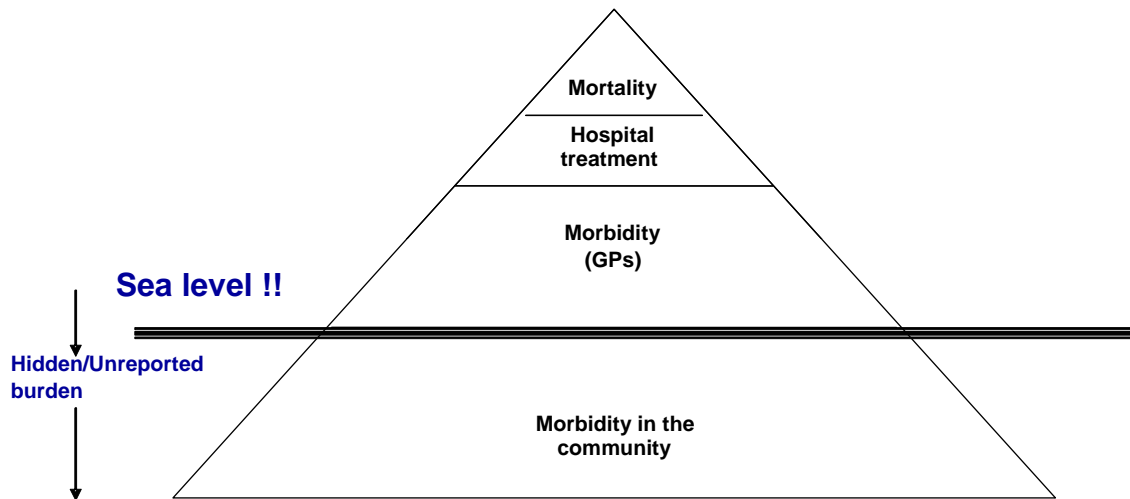 Mortality
Hospital
treatment
Morbidity
(GPs)
Sea level !!
Hidden/Unreported
burden
Morbidity in the
community